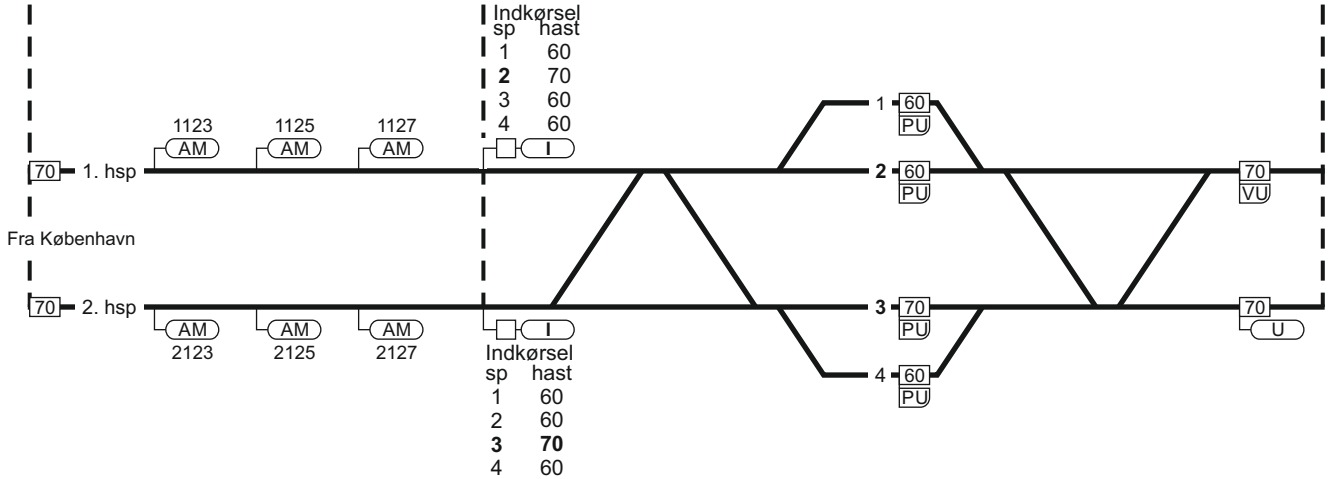 Indkørsel
sp hast
1 60
2 70
3 60
4 60
1123 1125 1127
AM AM AM I
70 1. hsp
1 60
PU
2 60 70
PU VU
Fra København
70 2. hsp
3 70 70
PU U
AM AM AM I
2123 2125 2127
Indkørsel
sp hast
1 60
2 60
3 70
4 60
4 60
PU